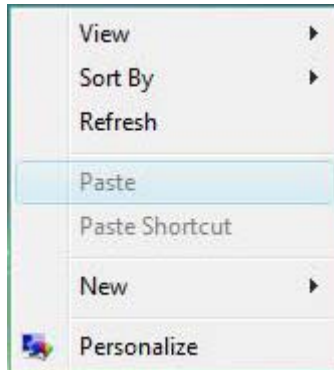 View
Sort By
Refresh
Paste
Paste Shortcut
New
Personalize